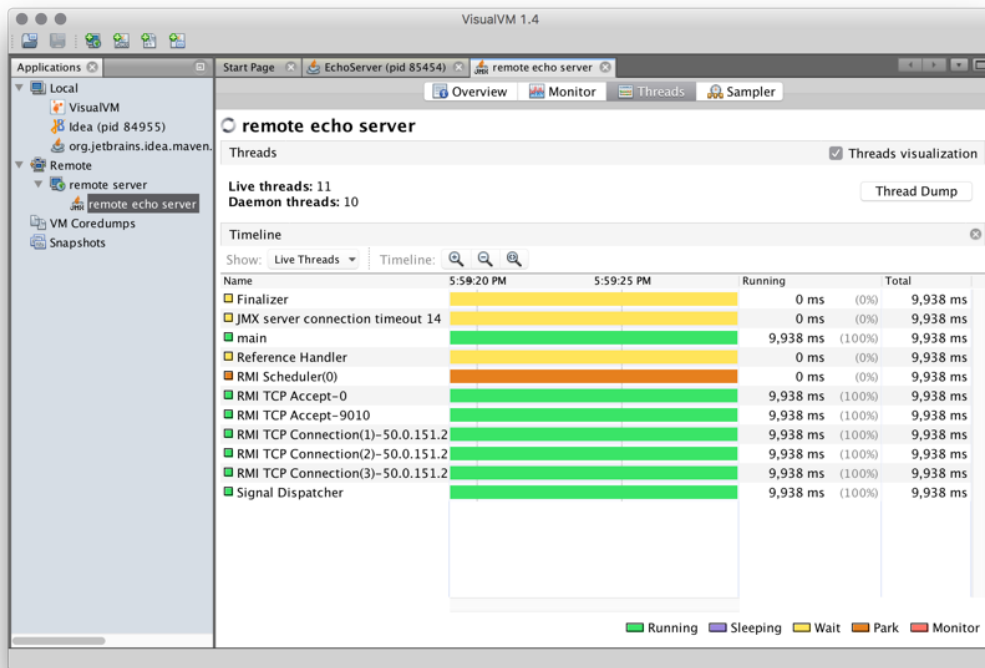 VisualVM 1.4
Applications
Start Page EchoServer (pid 85454) JMX remote echo server
Local
VisualVM
Idea (pid 84955)
org.jetbrains.idea.maven.
Remote
remote server
JMX remote echo server
VM Coredumps
Snapshots
Overview Monitor Threads Sampler
remote echo server
Threads Threads visualization
Live threads: 11
Daemon threads: 10
Thread Dump
Timeline
Show: Live Threads Timeline:
Name 5:59:20 PM 5:59:25 PM Running Total
Finalizer 0 ms (0%) 9,938 ms
JMX server connection timeout 14 0 ms (0%) 9,938 ms
main 9,938 ms (100%) 9,938 ms
Reference Handler 0 ms (0%) 9,938 ms
RMI Scheduler(0) 0 ms (0%) 9,938 ms
RMI TCP Accept-0 9,938 ms (100%) 9,938 ms
RMI TCP Accept-9010 9,938 ms (100%) 9,938 ms
RMI TCP Connection(1)-50.0.151.2 9,938 ms (100%) 9,938 ms
RMI TCP Connection(2)-50.0.151.2 9,938 ms (100%) 9,938 ms
RMI TCP Connection(3)-50.0.151.2 9,938 ms (100%) 9,938 ms
Signal Dispatcher 9,938 ms (100%) 9,938 ms
Running Sleeping Wait Park Monitor